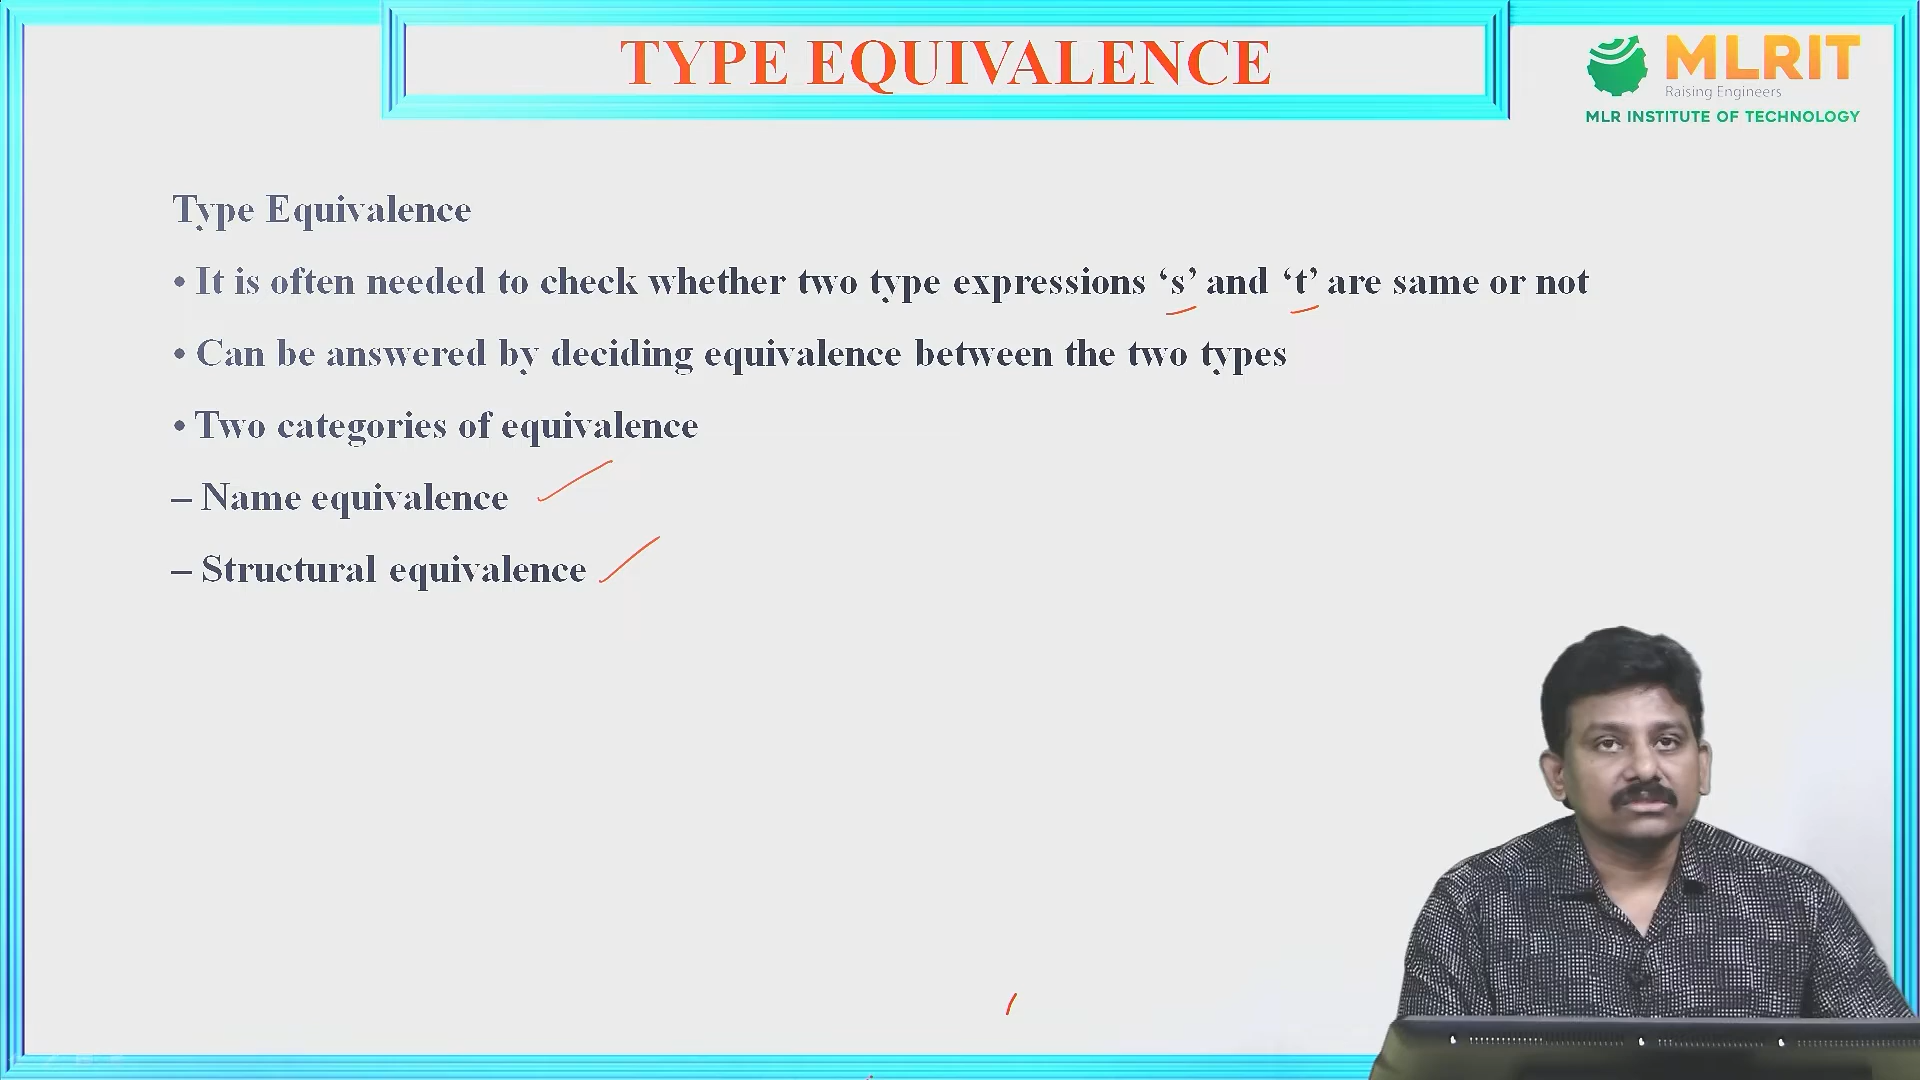 TYPE EQUIVALENCE
MLRIT
Raising Engineers
MLR INSTITUTE OF TECHNOLOGY
Type Equivalence
• It is often needed to check whether two type expressions ‘s’ and ‘t’ are same or not
• Can be answered by deciding equivalence between the two types
• Two categories of equivalence
– Name equivalence
– Structural equivalence